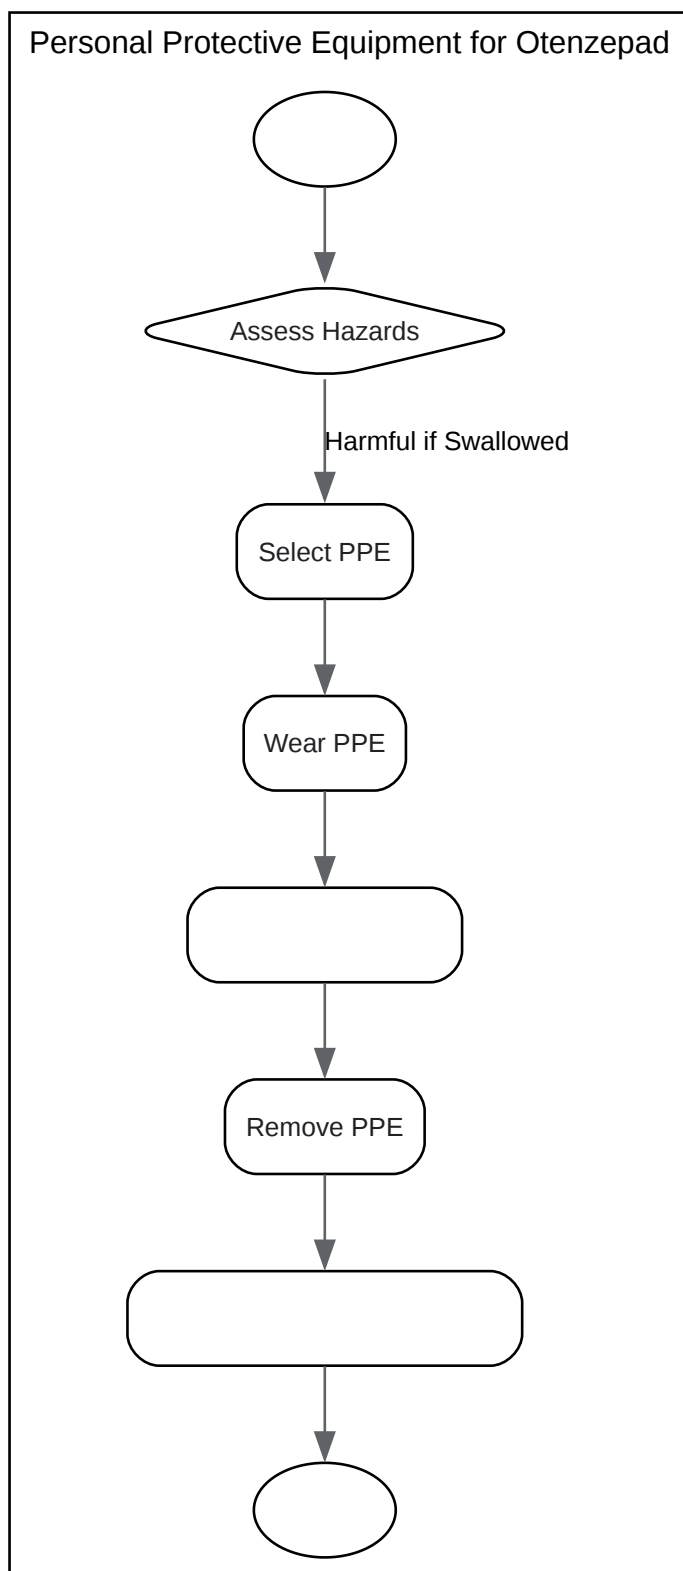 Personal Protective Equipment for Otenzepad
Assess Hazards
Harmful if Swallowed
Select PPE
Wear PPE
Remove PPE